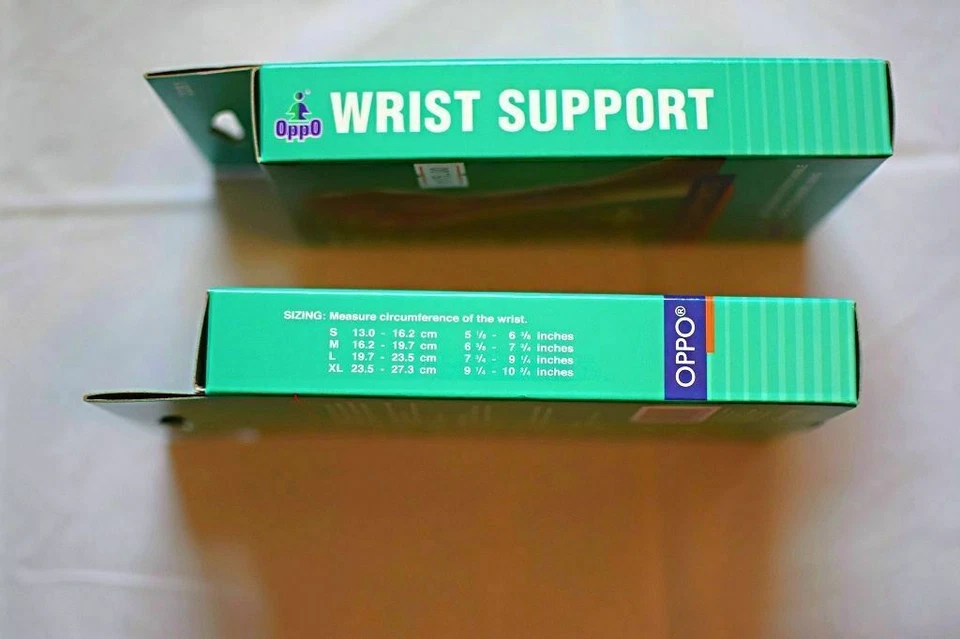 OppO
WRIST SUPPORT
SIZING: Measure circumference of the wrist.
S 13.0 - 16.2 cm 5 ⅛ - 6 ⅜ inches
M 16.2 - 19.7 cm 6 ⅜ - 7 ¾ inches
L 19.7 - 23.5 cm 7 ¾ - 9 ¼ inches
XL 23.5 - 27.3 cm 9 ¼ - 10 ¾ inches
OPPO®